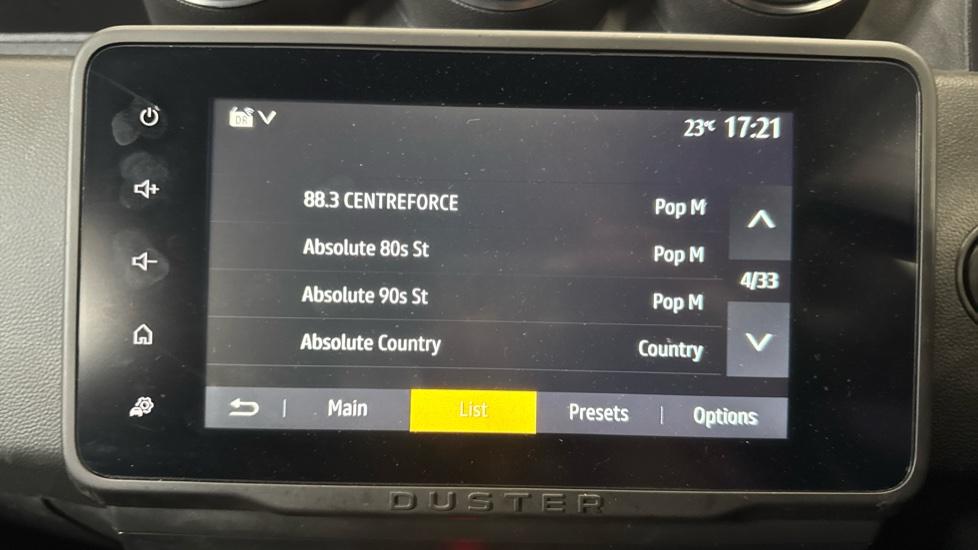 DR
23°C 17:21
88.3 CENTREFORCE Pop M
Absolute 80s St Pop M
4/33
Absolute 90s St Pop M
Absolute Country Country
Main | List Presets | Options
DUSTER